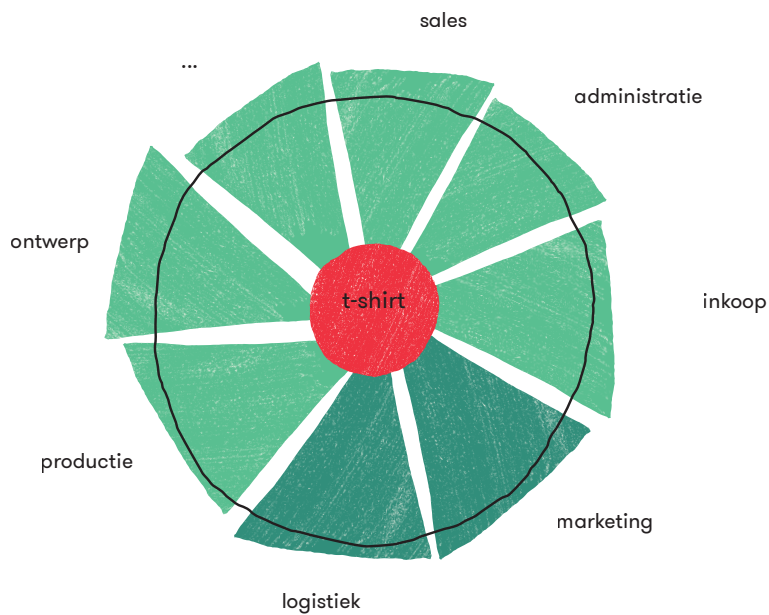 sales
...
administratie
ontwerp
t-shirt
inkoop
productie
marketing
logistiek